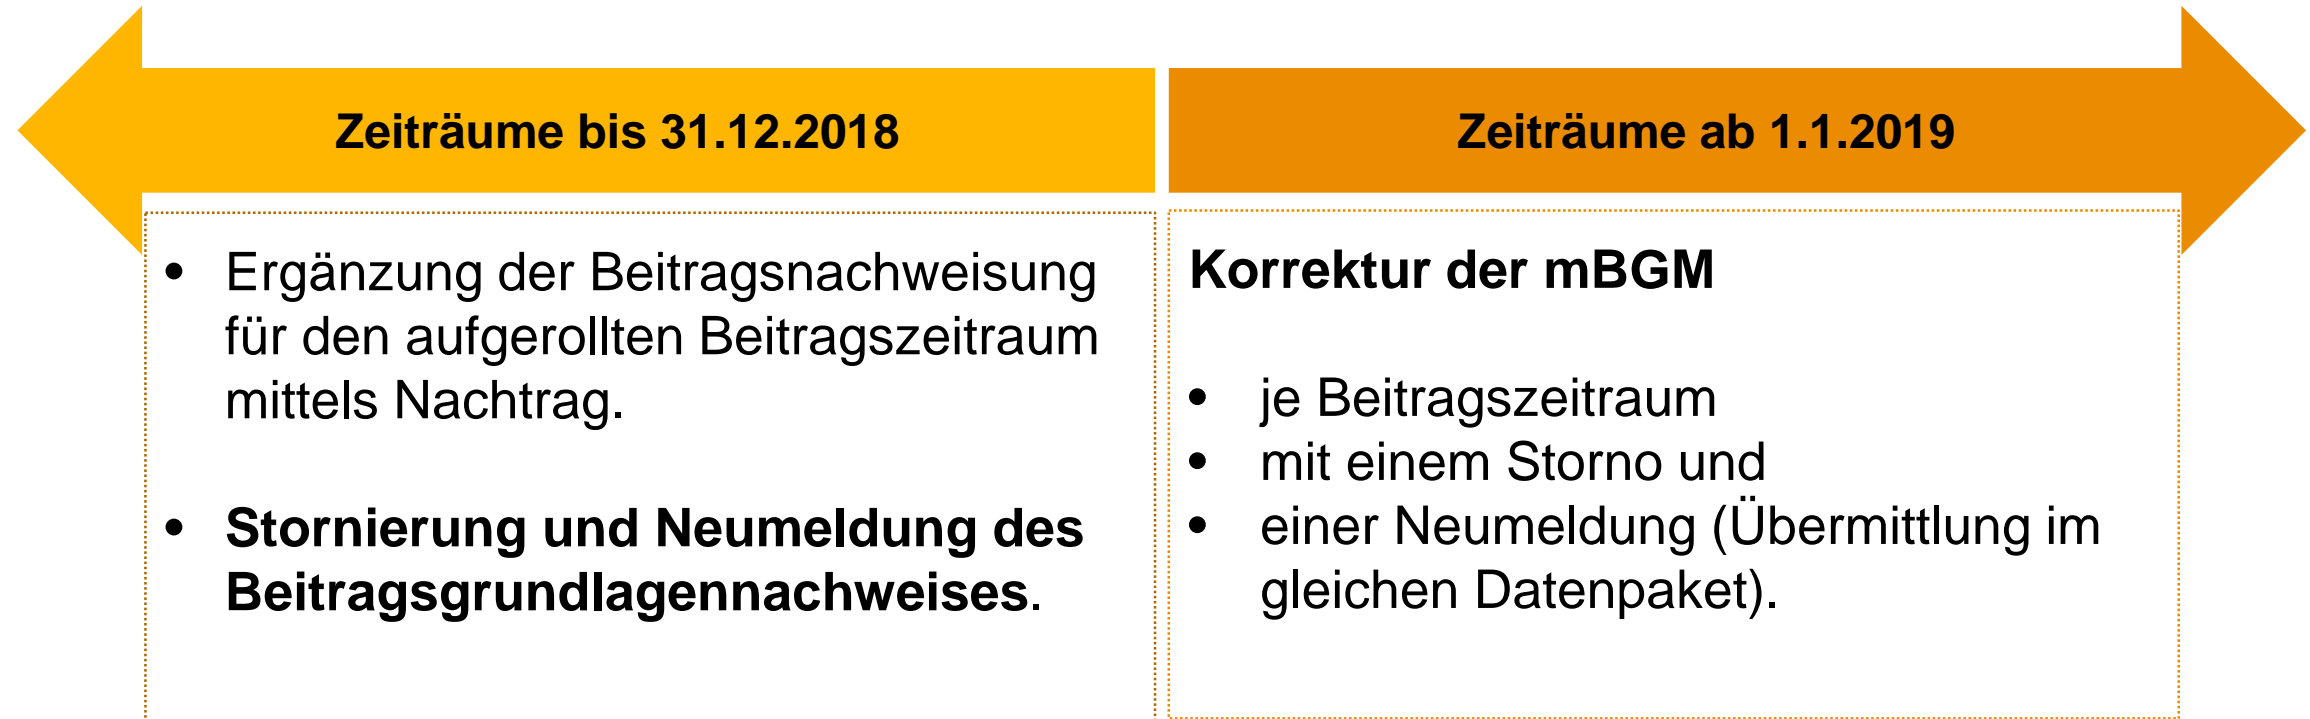 Zeiträume bis 31.12.2018
• Ergänzung der Beitragsnachweisung
für den aufgerollten Beitragszeitraum
mittels Nachtrag.
• Stornierung und Neumeldung des
Beitragsgrundlagennachweises.
Zeiträume ab 1.1.2019
Korrektur der mBGM
• je Beitragszeitraum
• mit einem Storno und
• einer Neumeldung (Übermittlung im
gleichen Datenpaket).